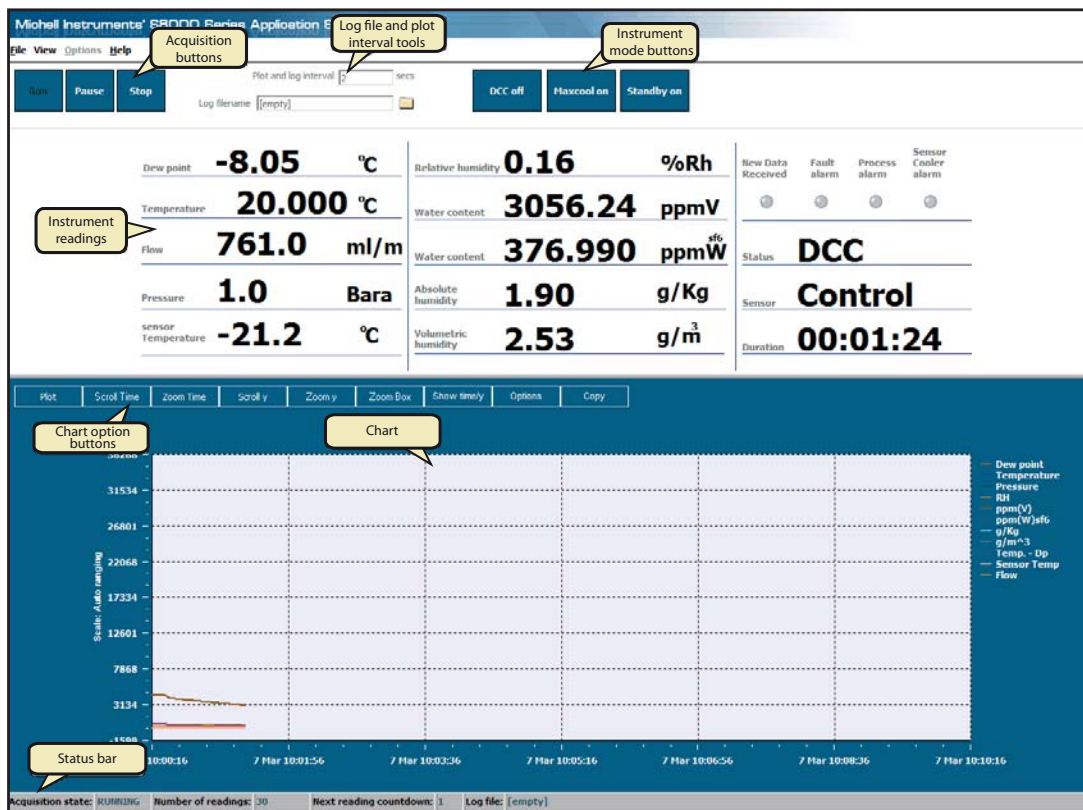 Michell Instruments' S8000 Series Application S
File View Options Help
Acquisition buttons
Log file and plot interval tools
Instrument mode buttons
Run Pause Stop
Plot and log interval 2 secs
Log filename [empty]
DCC off Maxcool on Standby on
Instrument readings
Dew point -8.05 °C
Temperature 20.000 °C
Flow 761.0 ml/m
Pressure 1.0 Bara
sensor Temperature -21.2 °C
Relative humidity 0.16 %Rh
Water content 3056.24 ppmV
Water content 376.990 ppmW sf6
Absolute humidity 1.90 g/Kg
Volumetric humidity 2.53 g/m3
New Data Received
Fault alarm
Process alarm
Sensor Cooler alarm
Status DCC
Sensor Control
Duration 00:01:24
Plot Scroll Time Zoom Time Scroll y Zoom y Zoom Box Show time/y Options Copy
Chart option buttons
Chart
Scale: Auto ranging
36268
31534
26801
22068
17334
12601
7868
3134
-1599
10:00:16 7 Mar 10:01:56 7 Mar 10:03:36 7 Mar 10:05:16 7 Mar 10:06:56 7 Mar 10:08:36 7 Mar 10:10:16
Dew point
Temperature
Pressure
RH
ppm(V)
ppm(W)sf6
g/Kg
g/m^3
Temp. - Dp
Sensor Temp
Flow
Status bar
Acquisition state: RUNNING Number of readings: 30 Next reading countdown: 1 Log file: [empty]